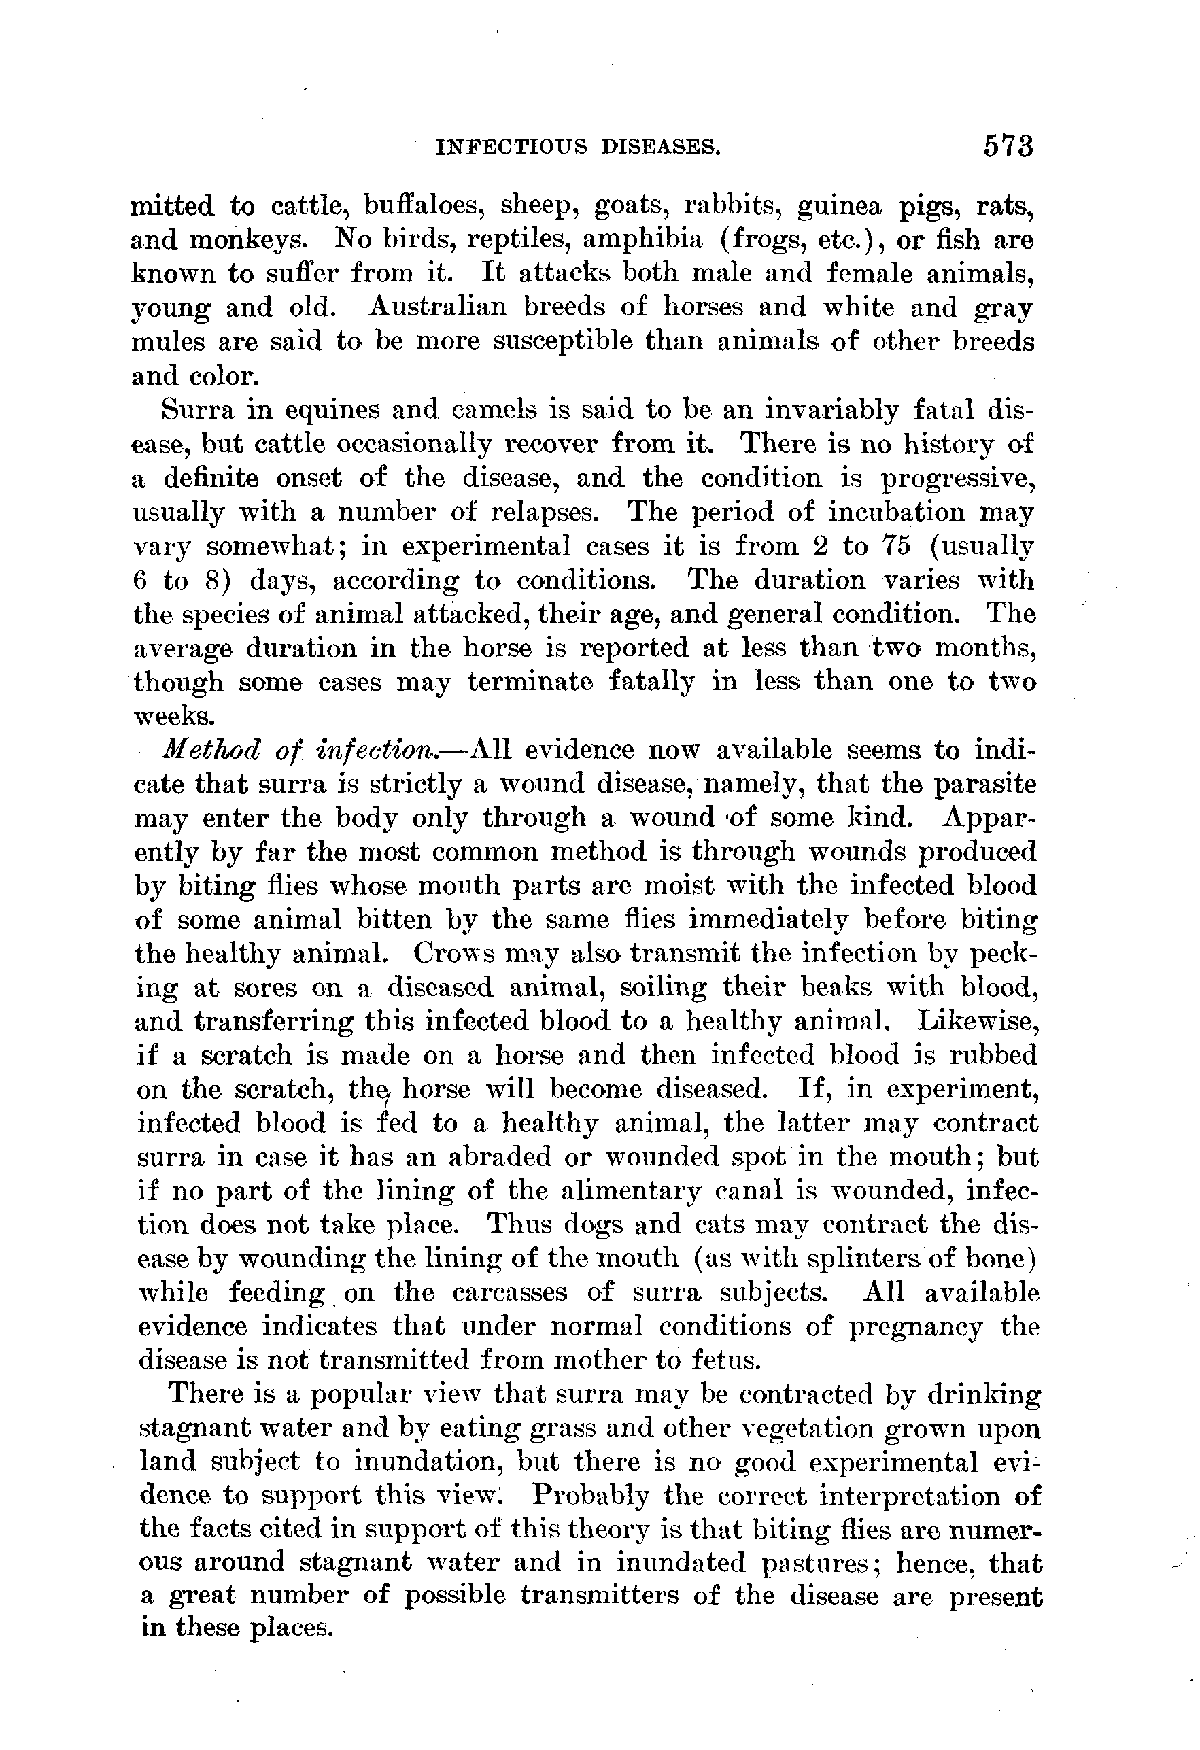 INFECTIOUS DISEASES. 573
mitted to cattle, buffaloes, sheep, goats, rabbits, guinea pigs, rats,
and monkeys. No birds, reptiles, amphibia (frogs, etc.), or fish are
known to suffer from it. It attacks both male and female animals,
young and old. Australian breeds of horses and white and gray
mules are said to be more susceptible than animals of other breeds
and color.
Surra in equines and camels is said to be an invariably fatal dis-
ease, but cattle occasionally recover from it. There is no history of
a definite onset of the disease, and the condition is progressive,
usually with a number of relapses. The period of incubation may
vary somewhat; in experimental cases it is from 2 to 75 (usually
6 to 8) days, according to conditions. The duration varies with
the species of animal attacked, their age, and general condition. The
average duration in the horse is reported at less than two months,
though some cases may terminate fatally in less than one to two
weeks.
Method of infection.—All evidence now available seems to indi-
cate that surra is strictly a wound disease, namely, that the parasite
may enter the body only through a wound of some kind. Appar-
ently by far the most common method is through wounds produced
by biting flies whose mouth parts are moist with the infected blood
of some animal bitten by the same flies immediately before biting
the healthy animal. Crows may also transmit the infection by peck-
ing at sores on a diseased animal, soiling their beaks with blood,
and transferring this infected blood to a healthy animal. Likewise,
if a scratch is made on a horse and then infected blood is rubbed
on the scratch, the horse will become diseased. If, in experiment,
infected blood is fed to a healthy animal, the latter may contract
surra in case it has an abraded or wounded spot in the mouth; but
if no part of the lining of the alimentary canal is wounded, infec-
tion does not take place. Thus dogs and cats may contract the dis-
ease by wounding the lining of the mouth (as with splinters of bone)
while feeding on the carcasses of surra subjects. All available
evidence indicates that under normal conditions of pregnancy the
disease is not transmitted from mother to fetus.
There is a popular view that surra may be contracted by drinking
stagnant water and by eating grass and other vegetation grown upon
land subject to inundation, but there is no good experimental evi-
dence to support this view. Probably the correct interpretation of
the facts cited in support of this theory is that biting flies are numer-
ous around stagnant water and in inundated pastures; hence, that
a great number of possible transmitters of the disease are present
in these places.